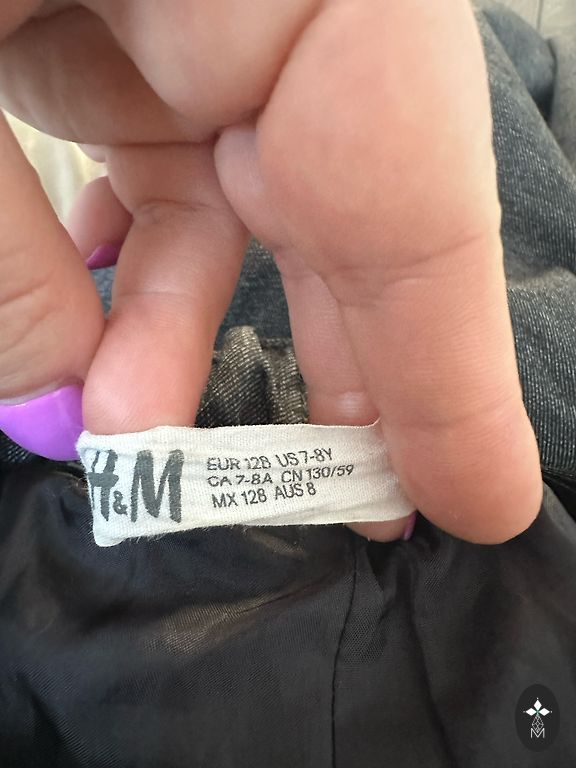 H&M
EUR 128 US 7-8Y
CA 7-8A CN 130/59
MX 128 AUS 8
M